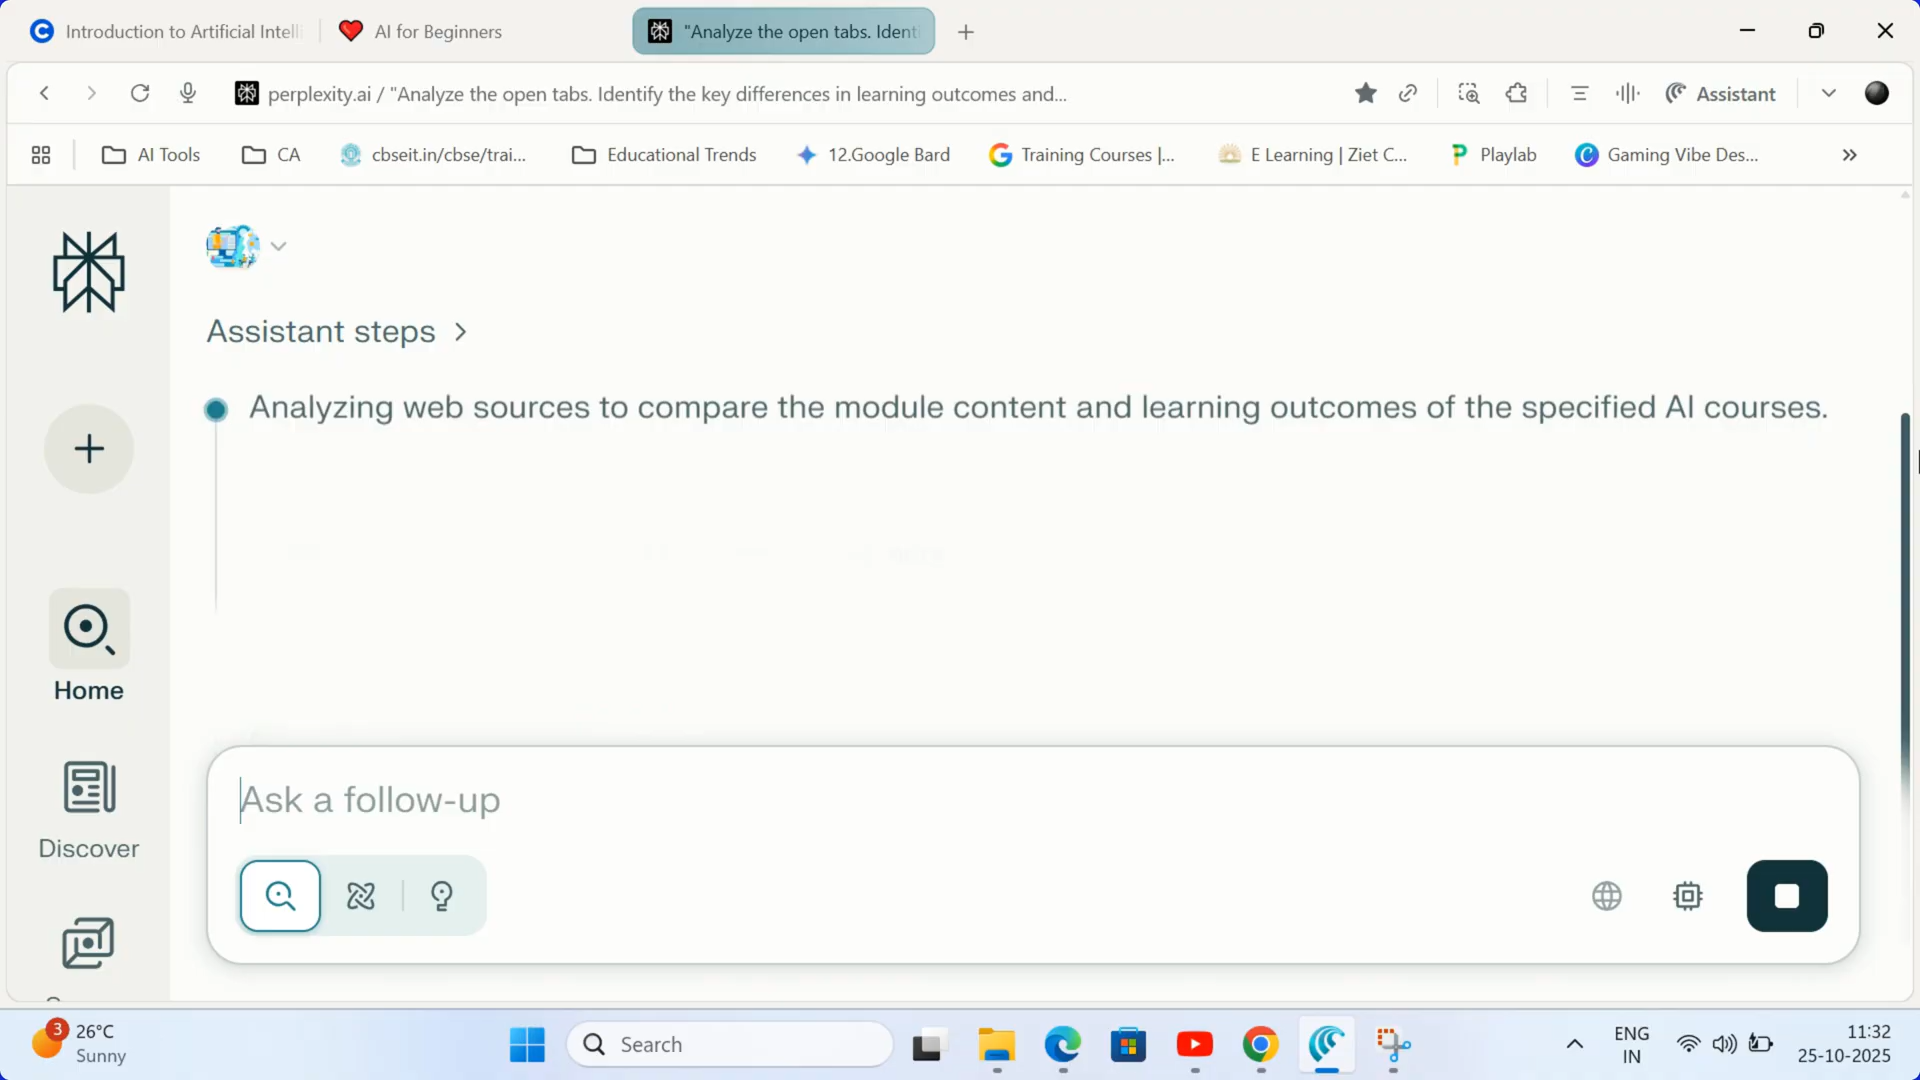 Introduction to Artificial Intelli
AI for Beginners
"Analyze the open tabs. Identi
perplexity.ai / "Analyze the open tabs. Identify the key differences in learning outcomes and...
Assistant
AI Tools
CA
cbseit.in/cbse/trai...
Educational Trends
12.Google Bard
Training Courses |...
E Learning | Ziet C...
Playlab
Gaming Vibe Des...
Assistant steps
Analyzing web sources to compare the module content and learning outcomes of the specified AI courses.
Home
Discover
Ask a follow-up
3
26°C
Sunny
Search
ENG
IN
11:32
25-10-2025